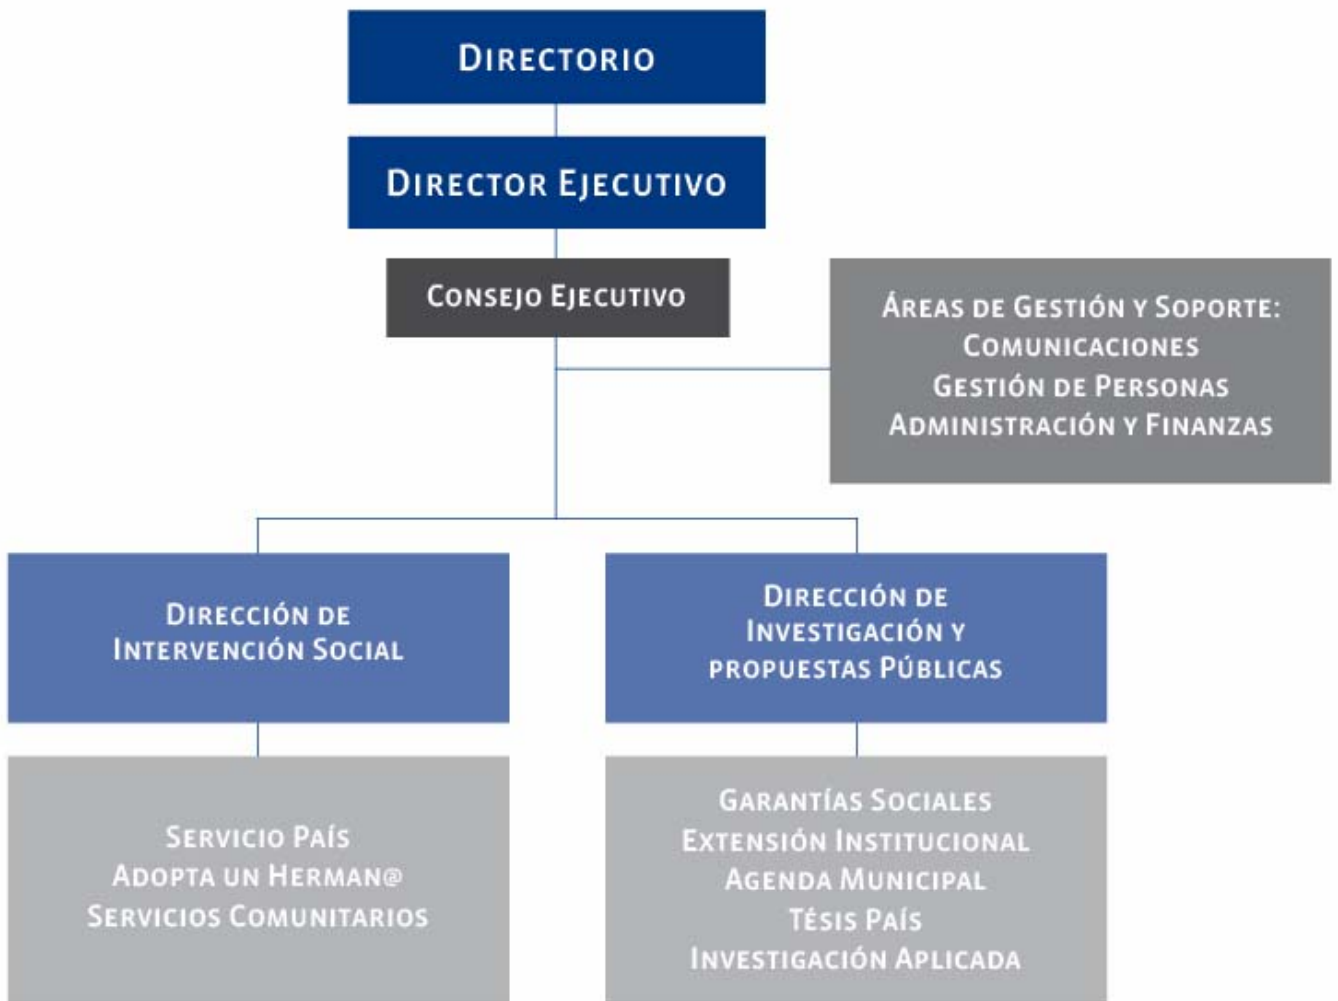 DIRECTORIO
DIRECTOR EJECUTIVO
CONSEJO EJECUTIVO
ÁREAS DE GESTIÓN Y SOPORTE:
COMUNICACIONES
GESTIÓN DE PERSONAS
ADMINISTRACIÓN Y FINANZAS
DIRECCIÓN DE
INTERVENCIÓN SOCIAL
DIRECCIÓN DE
INVESTIGACIÓN Y
PROPUESTAS PÚBLICAS
SERVICIO PAÍS
ADOPTA UN HERMAN@
SERVICIOS COMUNITARIOS
GARANTÍAS SOCIALES
EXTENSIÓN INSTITUCIONAL
AGENDA MUNICIPAL
TÉSIS PAÍS
INVESTIGACIÓN APLICADA